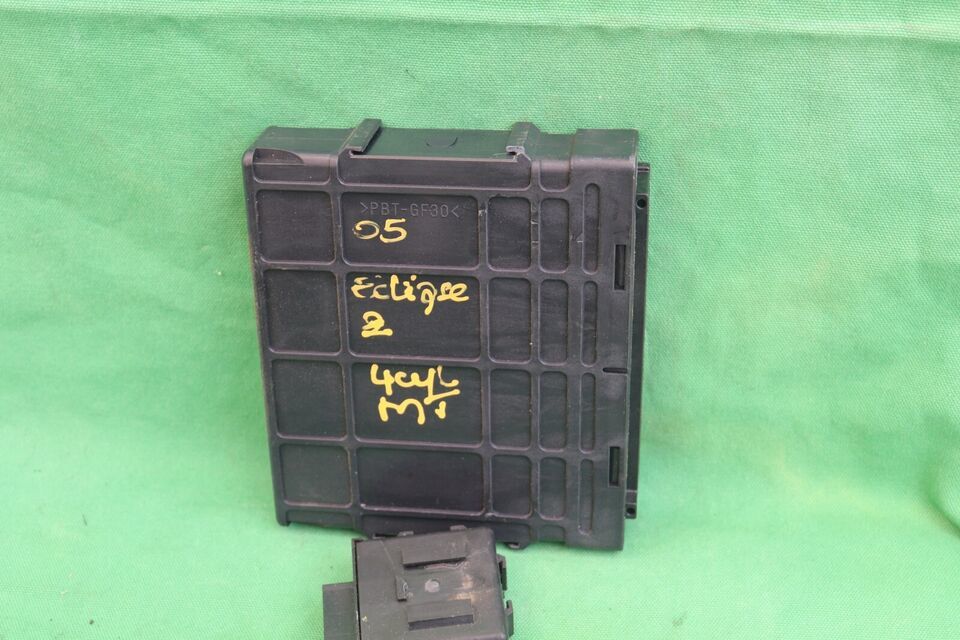 >PBT-GF30<
05
Eclipse
2
4cyl
M+